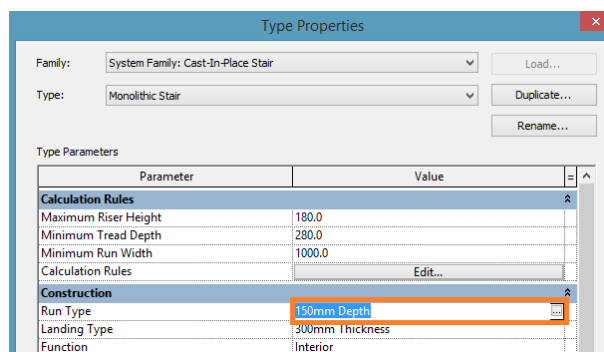 Type Properties
Family: System Family: Cast-In-Place Stair Load...
Type: Monolithic Stair Duplicate...
Rename...
Type Parameters
Parameter Value =
Calculation Rules
Maximum Riser Height 180.0
Minimum Tread Depth 280.0
Minimum Run Width 1000.0
Calculation Rules Edit...
Construction
Run Type 150mm Depth ...
Landing Type 300mm Thickness
Function Interior